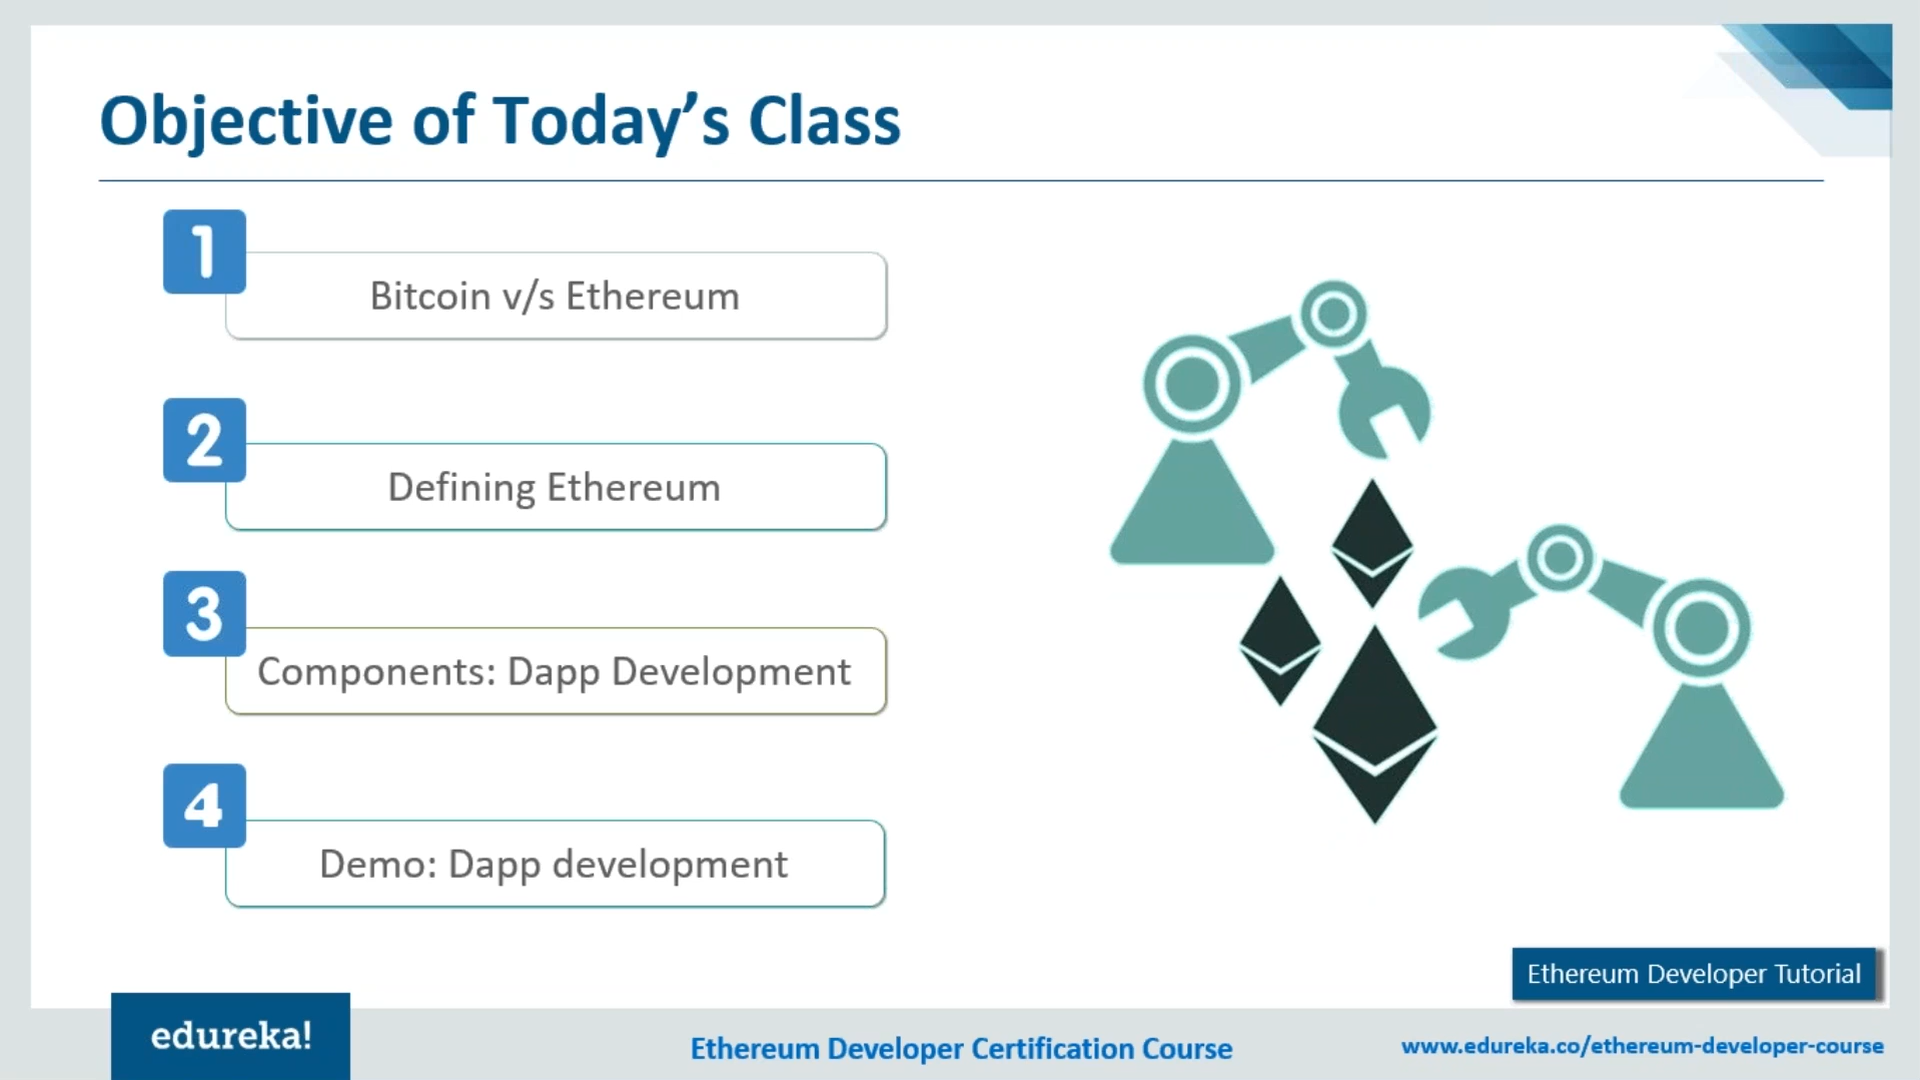 Objective of Today’s Class
1
Bitcoin v/s Ethereum
2
Defining Ethereum
3
Components: Dapp Development
4
Demo: Dapp development
Ethereum Developer Tutorial
edureka!
Ethereum Developer Certification Course
www.edureka.co/ethereum-developer-course